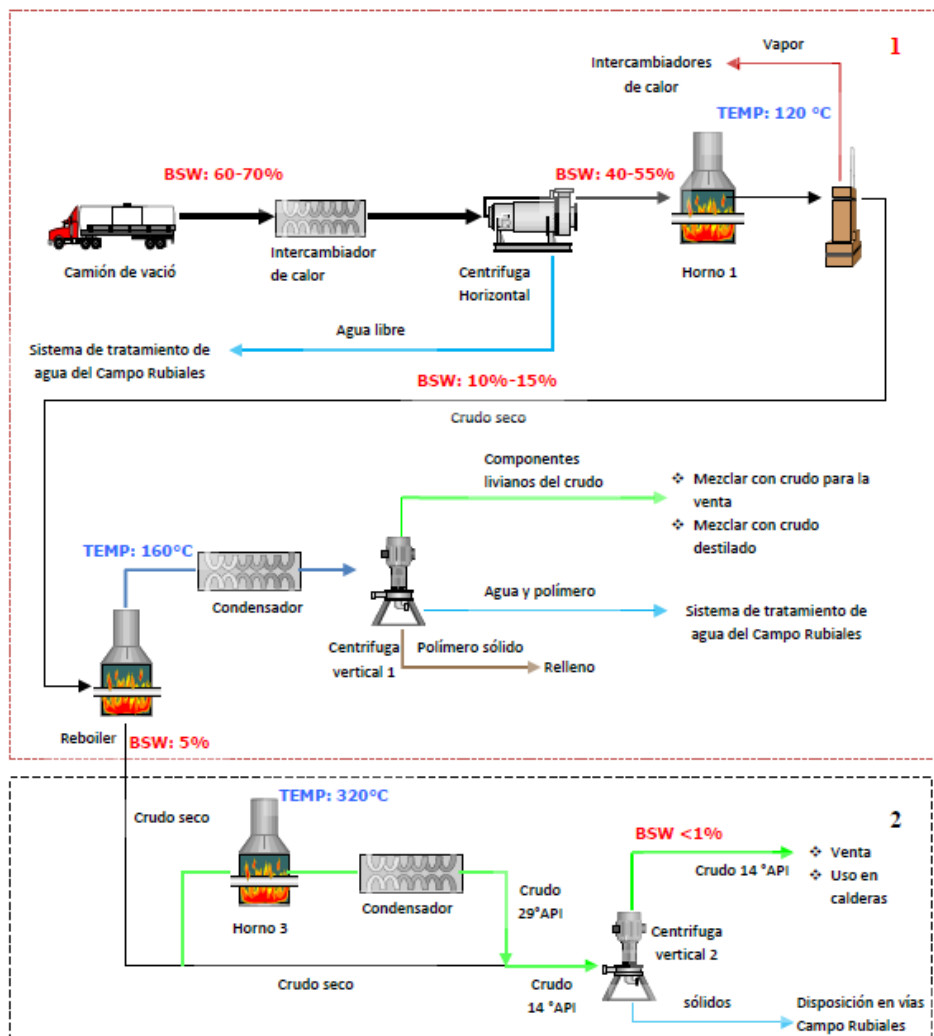 1
Vapor
Intercambiadores
de calor
TEMP: 120 °C
BSW: 60-70%
BSW: 40-55%
Camión de vació
Intercambiador
de calor
Centrifuga
Horizontal
Horno 1
Agua libre
Sistema de tratamiento de
agua del Campo Rubiales
BSW: 10%-15%
Crudo seco
Componentes
livianos del crudo
❖ Mezclar con crudo para la
venta
❖ Mezclar con crudo
destilado
TEMP: 160°C
Condensador
Agua y polímero
Sistema de tratamiento de
agua del Campo Rubiales
Centrifuga
vertical 1
Polímero sólido
Relleno
Reboiler
BSW: 5%
2
TEMP: 320°C
Crudo seco
BSW <1%
Crudo 14 °API
❖ Venta
❖ Uso en
calderas
Horno 3
Condensador
Crudo
29°API
Centrifuga
vertical 2
Crudo seco
Crudo
14 °API
sólidos
Disposición en vías
Campo Rubiales